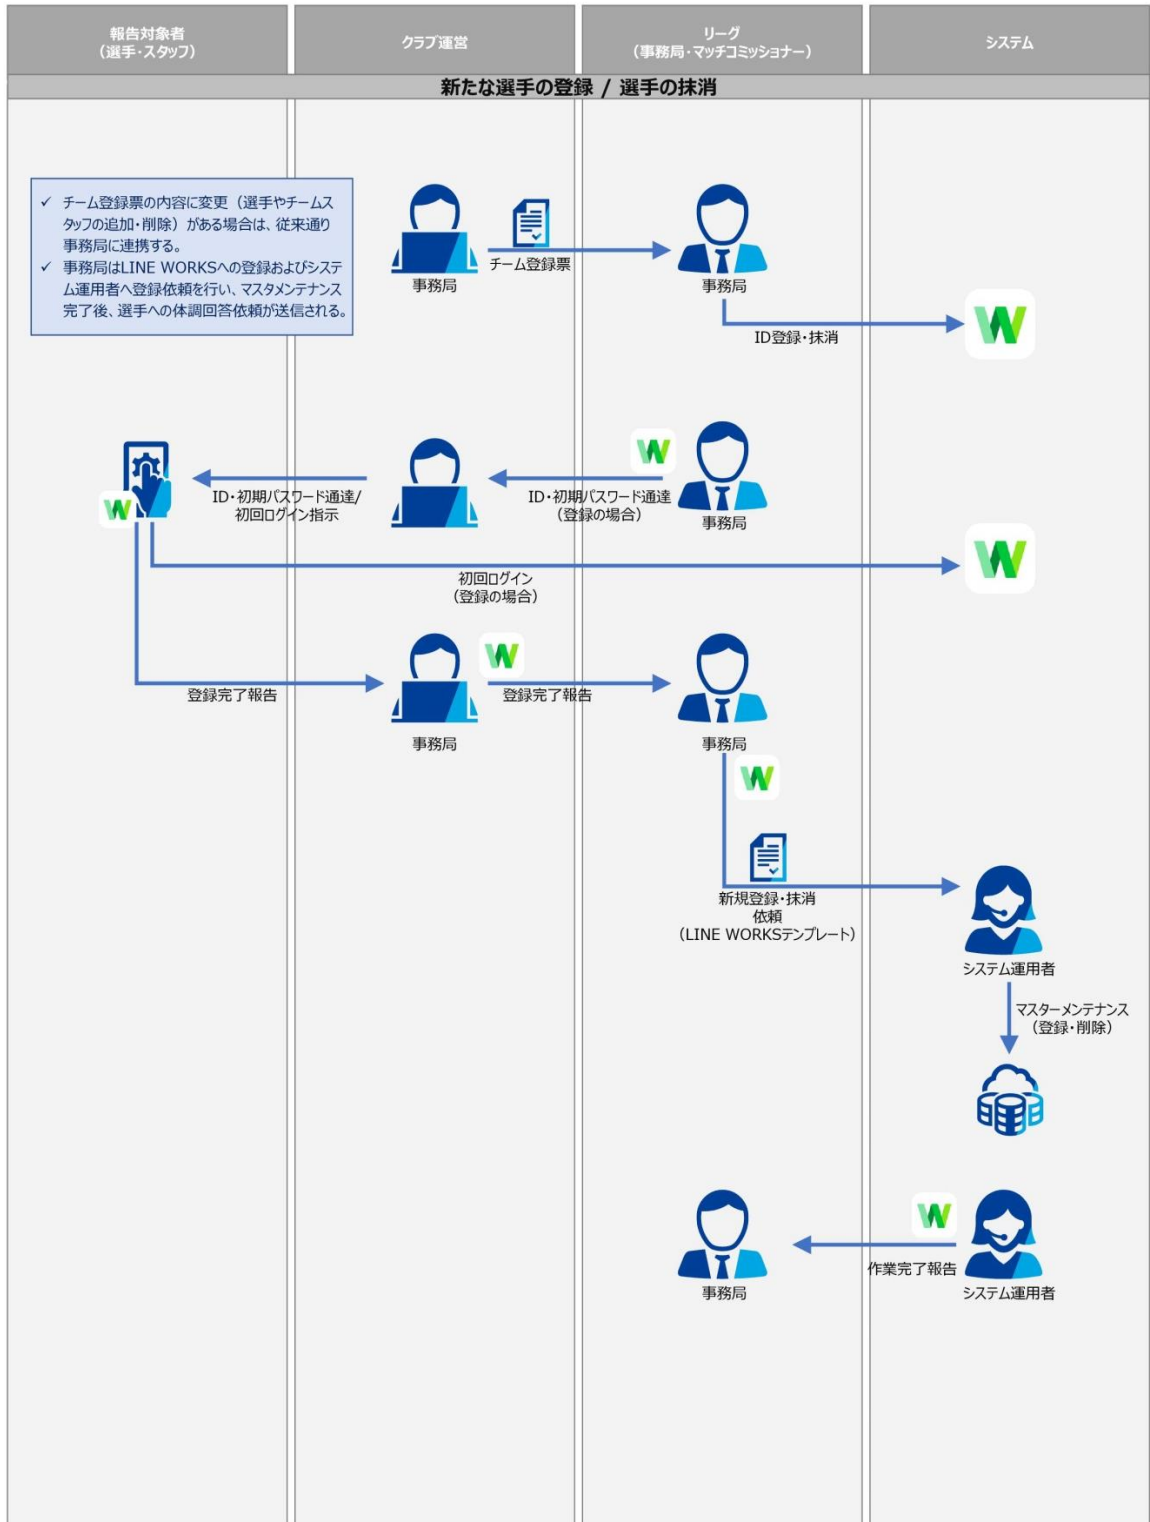 報告対象者
（選手・スタッフ）
クラブ運営
リーグ
（事務局・マッチコミッショナー）
システム
新たな選手の登録 / 選手の抹消
✓ チーム登録票の内容に変更（選手やチームス
タッフの追加・削除）がある場合は、従来通り
事務局に連携する。
✓ 事務局はLINE WORKSへの登録およびシステ
ム運用者へ登録依頼を行い、マスタメンテナンス
完了後、選手への体調回答依頼が送信される。
チーム登録票
事務局
事務局
ID登録・抹消
ID・初期パスワード通達/
初回ログイン指示
ID・初期パスワード通達
（登録の場合）
事務局
初回ログイン
（登録の場合）
登録完了報告
登録完了報告
事務局
事務局
新規登録・抹消
依頼
（LINE WORKSテンプレート）
システム運用者
マスターメンテナンス
（登録・削除）
作業完了報告
事務局
システム運用者